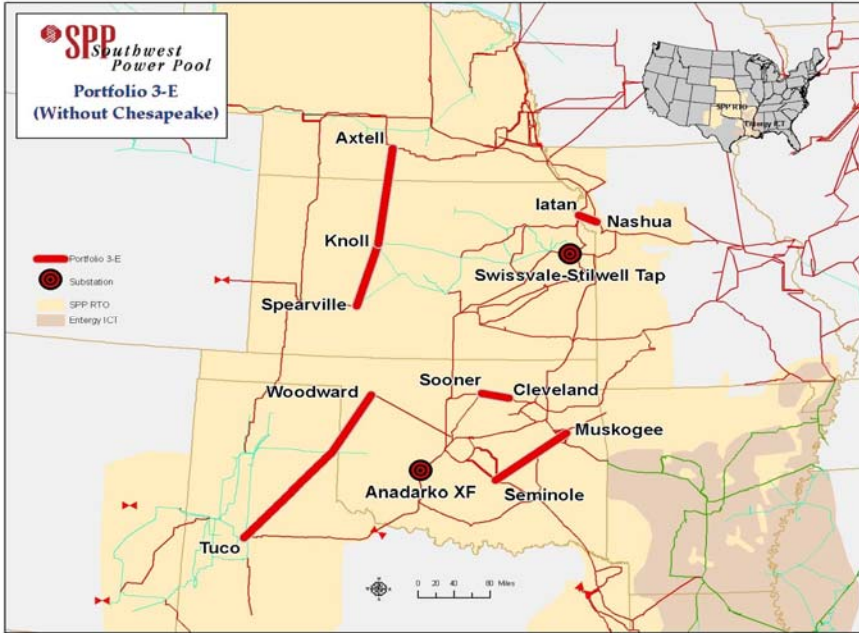 SPP
Southwest
Power Pool
Portfolio 3-E
(Without Chesapeake)
SPP RTO
Entergy ICT
Axtell
Iatan
Nashua
Knoll
Swissvale-Stilwell Tap
Spearville
Portfolio 3-E
Substation
SPP RTO
Entergy ICT
Woodward
Sooner
Cleveland
Muskogee
Anadarko XF
Seminole
Tuco
0 20 40 80 Miles